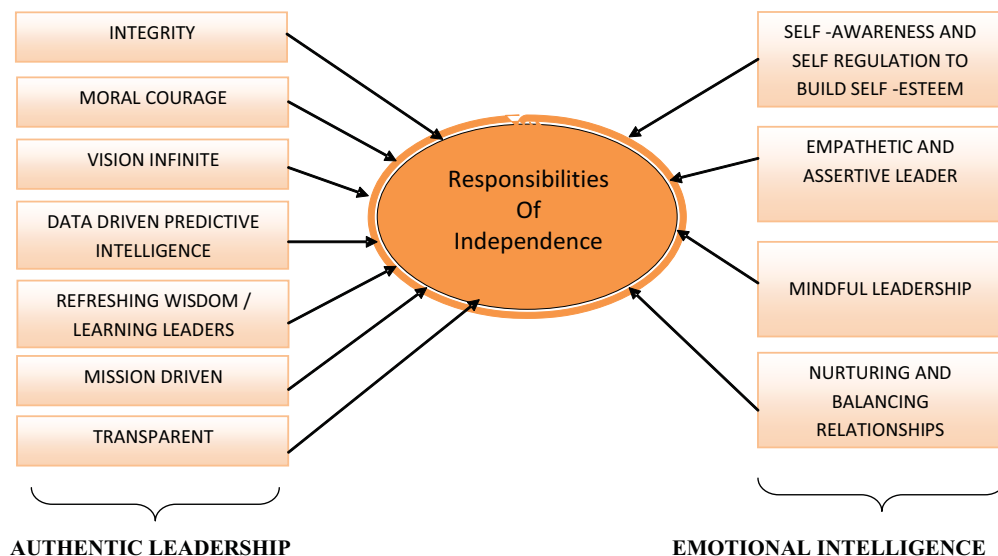 INTEGRITY
MORAL COURAGE
VISION INFINITE
DATA DRIVEN PREDICTIVE
INTELLIGENCE
REFRESHING WISDOM /
LEARNING LEADERS
MISSION DRIVEN
TRANSPARENT
AUTHENTIC LEADERSHIP
Responsibilities
Of
Independence
SELF -AWARENESS AND
SELF REGULATION TO
BUILD SELF -ESTEEM
EMPATHETIC AND
ASSERTIVE LEADER
MINDFUL LEADERSHIP
NURTURING AND
BALANCING
RELATIONSHIPS
EMOTIONAL INTELLIGENCE